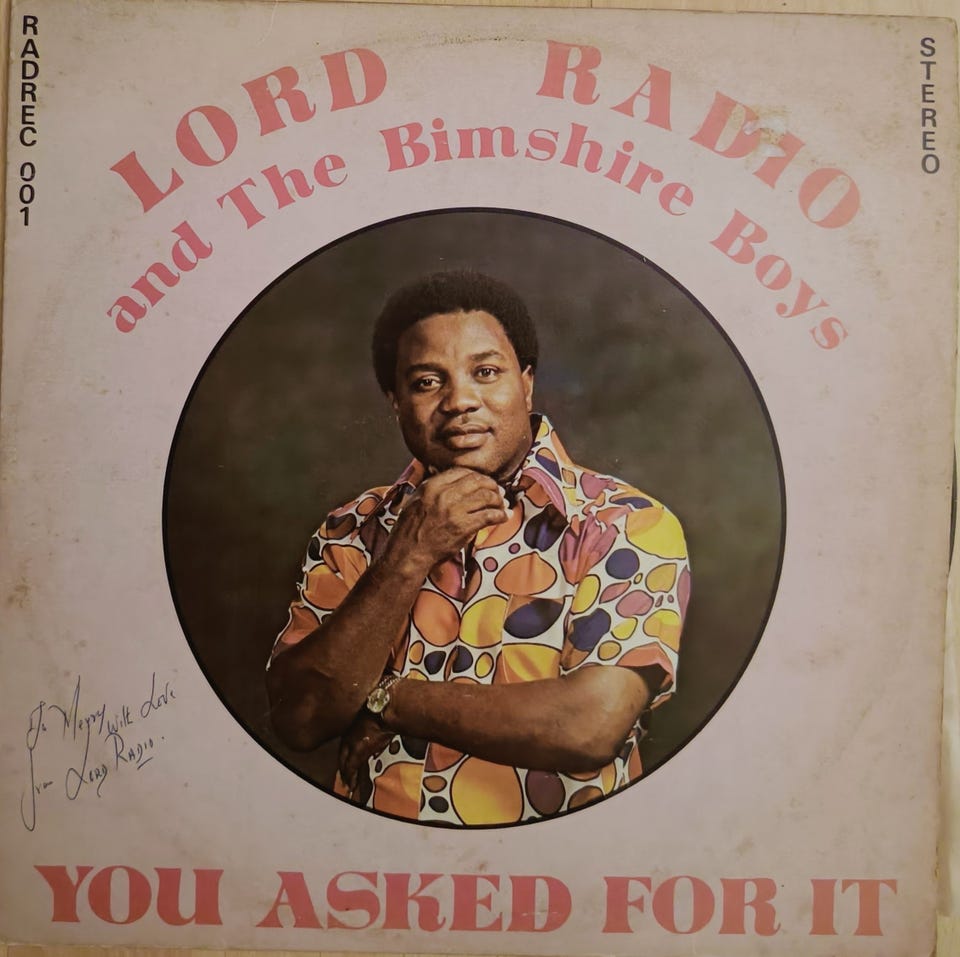 RADREC 001
STEREO
LORD RADIO
and The Bimshire Boys
To Merry With Love
from LORD RADIO.
YOU ASKED FOR IT